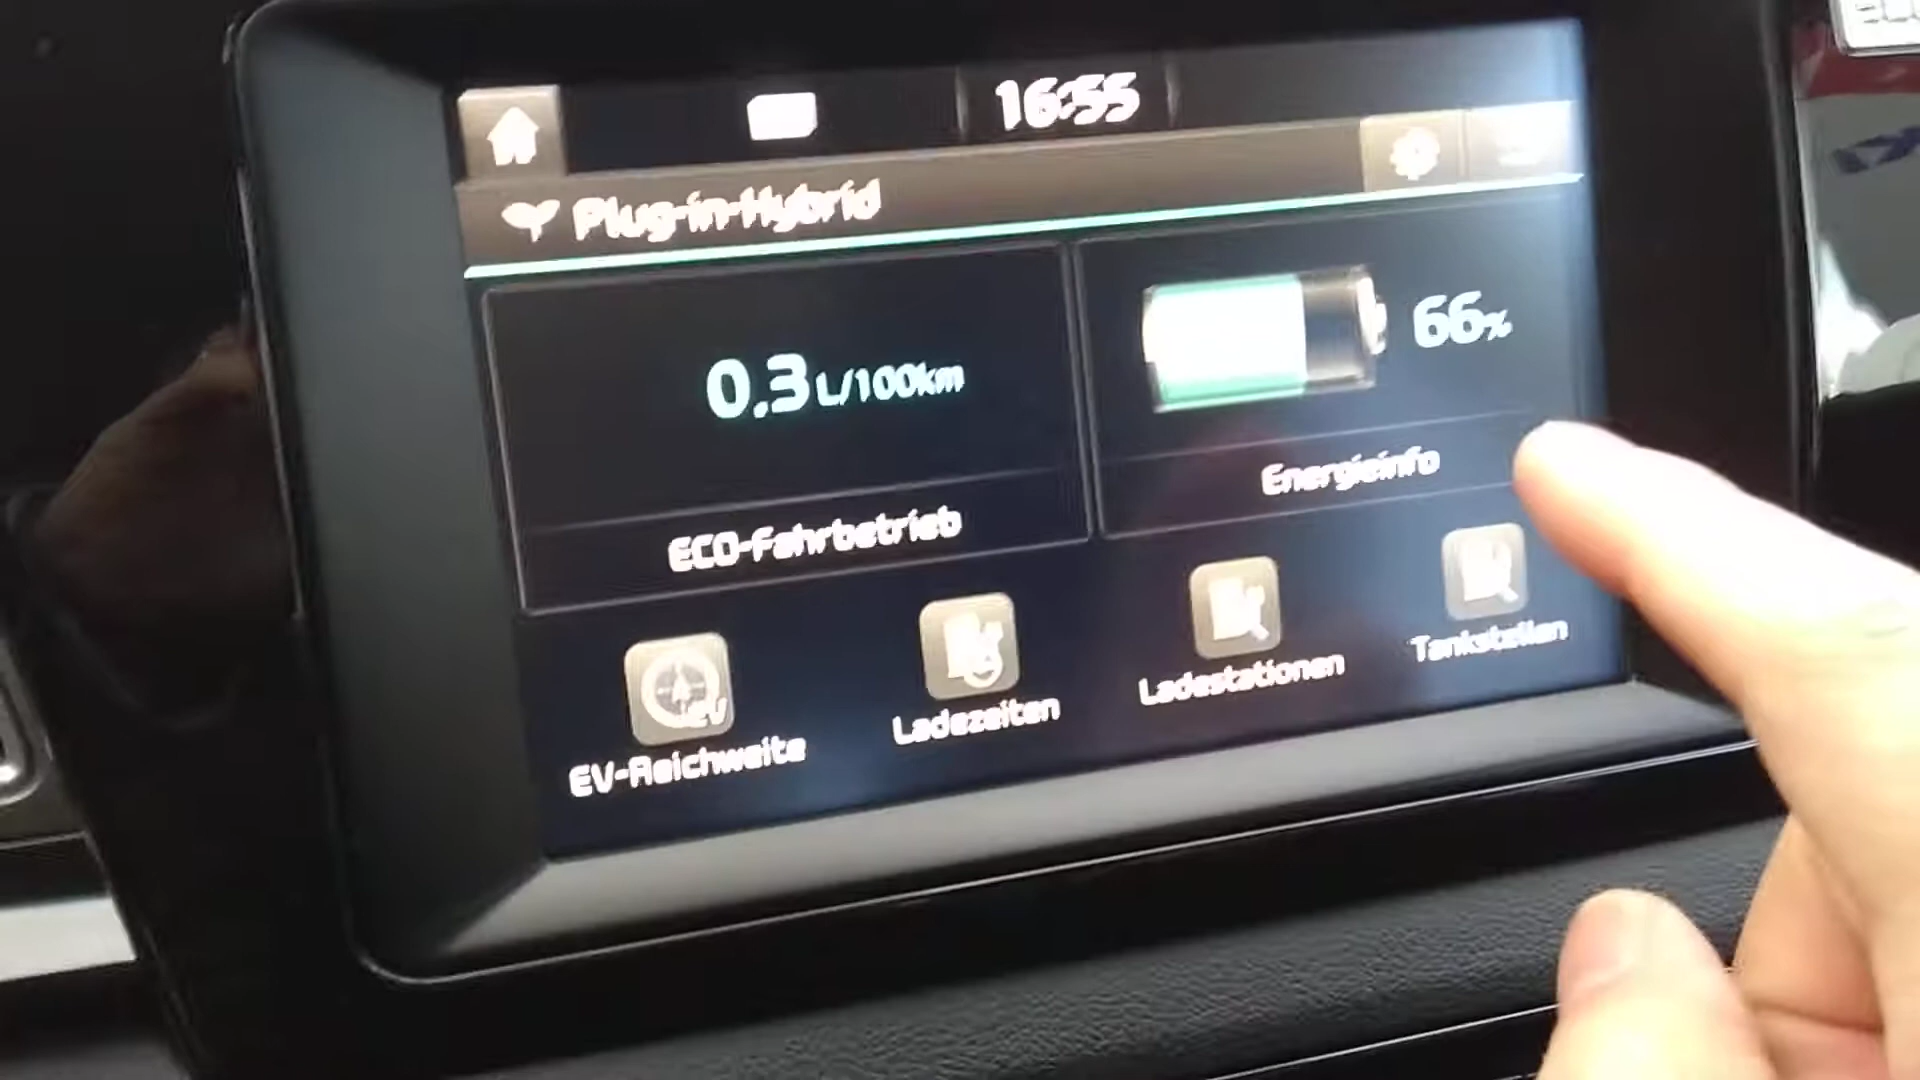 16:55
Plug-in-Hybrid
0.3 L/100km
66%
ECO-Fahrbetrieb
Energieinfo
EV-Reichweite
Ladezeiten
Ladestationen
Tankstellen